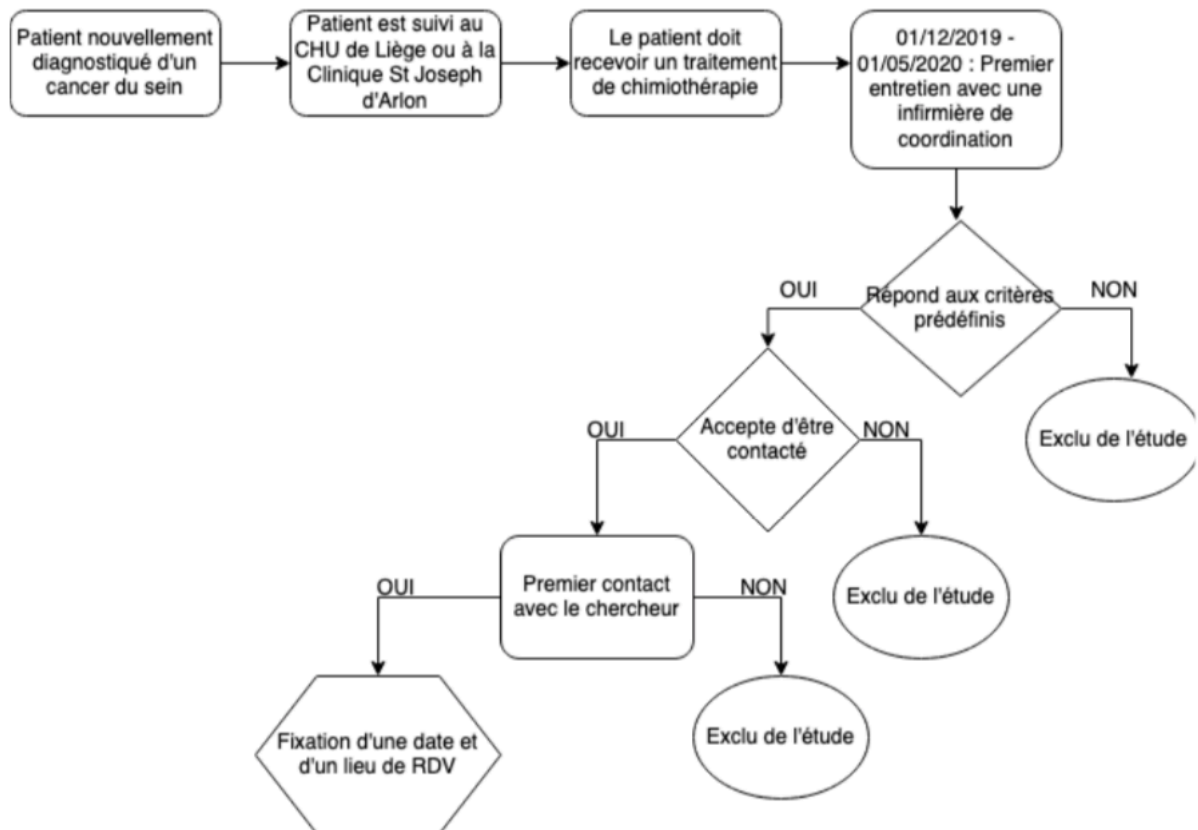 Patient nouvellement
diagnostiqué d'un
cancer du sein
Patient est suivi au
CHU de Liège ou à la
Clinique St Joseph
d'Arlon
Le patient doit
recevoir un traitement
de chimiothérapie
01/12/2019 -
01/05/2020 : Premier
entretien avec une
infirmière de
coordination
OUI
Répond aux critères
prédéfinis
NON
Exclu de l'étude
OUI
Accepte d'être
contacté
NON
Exclu de l'étude
OUI
Premier contact
avec le chercheur
NON
Exclu de l'étude
Fixation d'une date et
d'un lieu de RDV